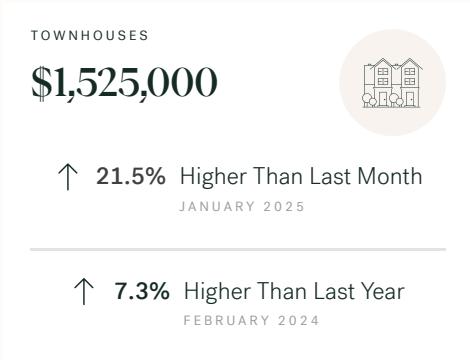 TOWNHOUSES
$1,525,000
↑ 21.5% Higher Than Last Month
JANUARY 2025
↑ 7.3% Higher Than Last Year
FEBRUARY 2024